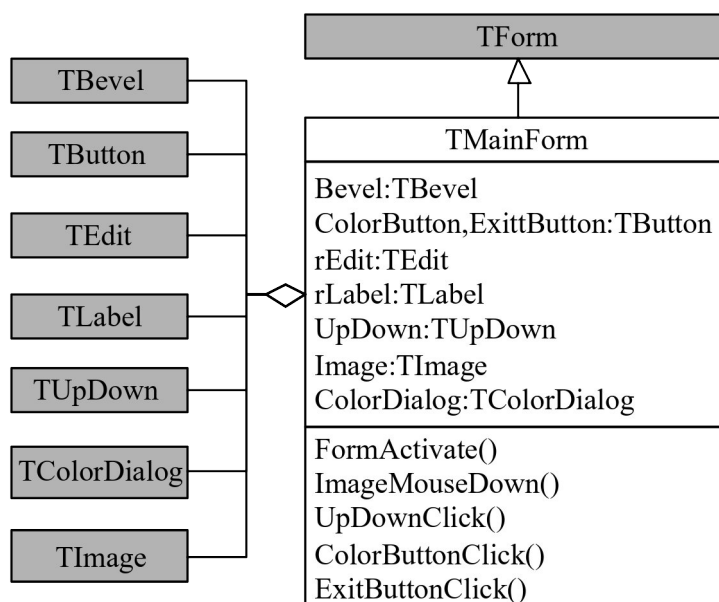 TForm
TBevel
TButton
TEdit
TLabel
TUpDown
TColorDialog
TImage
TMainForm
Bevel:TBevel
ColorButton,ExittButton:TButton
rEdit:TEdit
rLabel:TLabel
UpDown:TUpDown
Image:TImage
ColorDialog:TColorDialog
FormActivate()
ImageMouseDown()
UpDownClick()
ColorButtonClick()
ExitButtonClick()